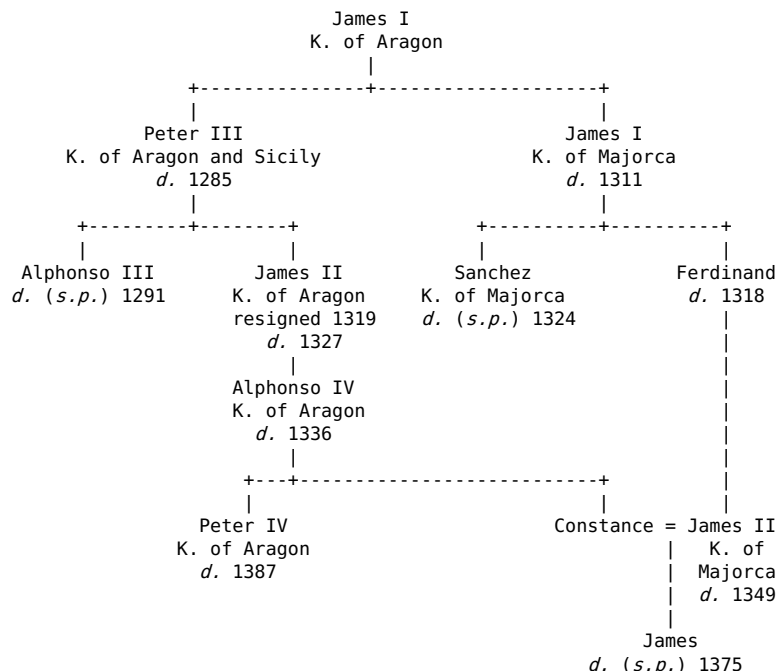 James I
K. of Aragon
Peter III James I
K. of Aragon and Sicily K. of Majorca
d. 1285 d. 1311
Alphonso III James II Sanchez Ferdinand
d. (s.p.) 1291 K. of Aragon K. of Majorca d. 1318
resigned 1319 d. (s.p.) 1324
d. 1327
Alphonso IV
K. of Aragon
d. 1336
Peter IV Constance = James II
K. of Aragon K. of
d. 1387 Majorca
d. 1349
James
d. (s.p.) 1375